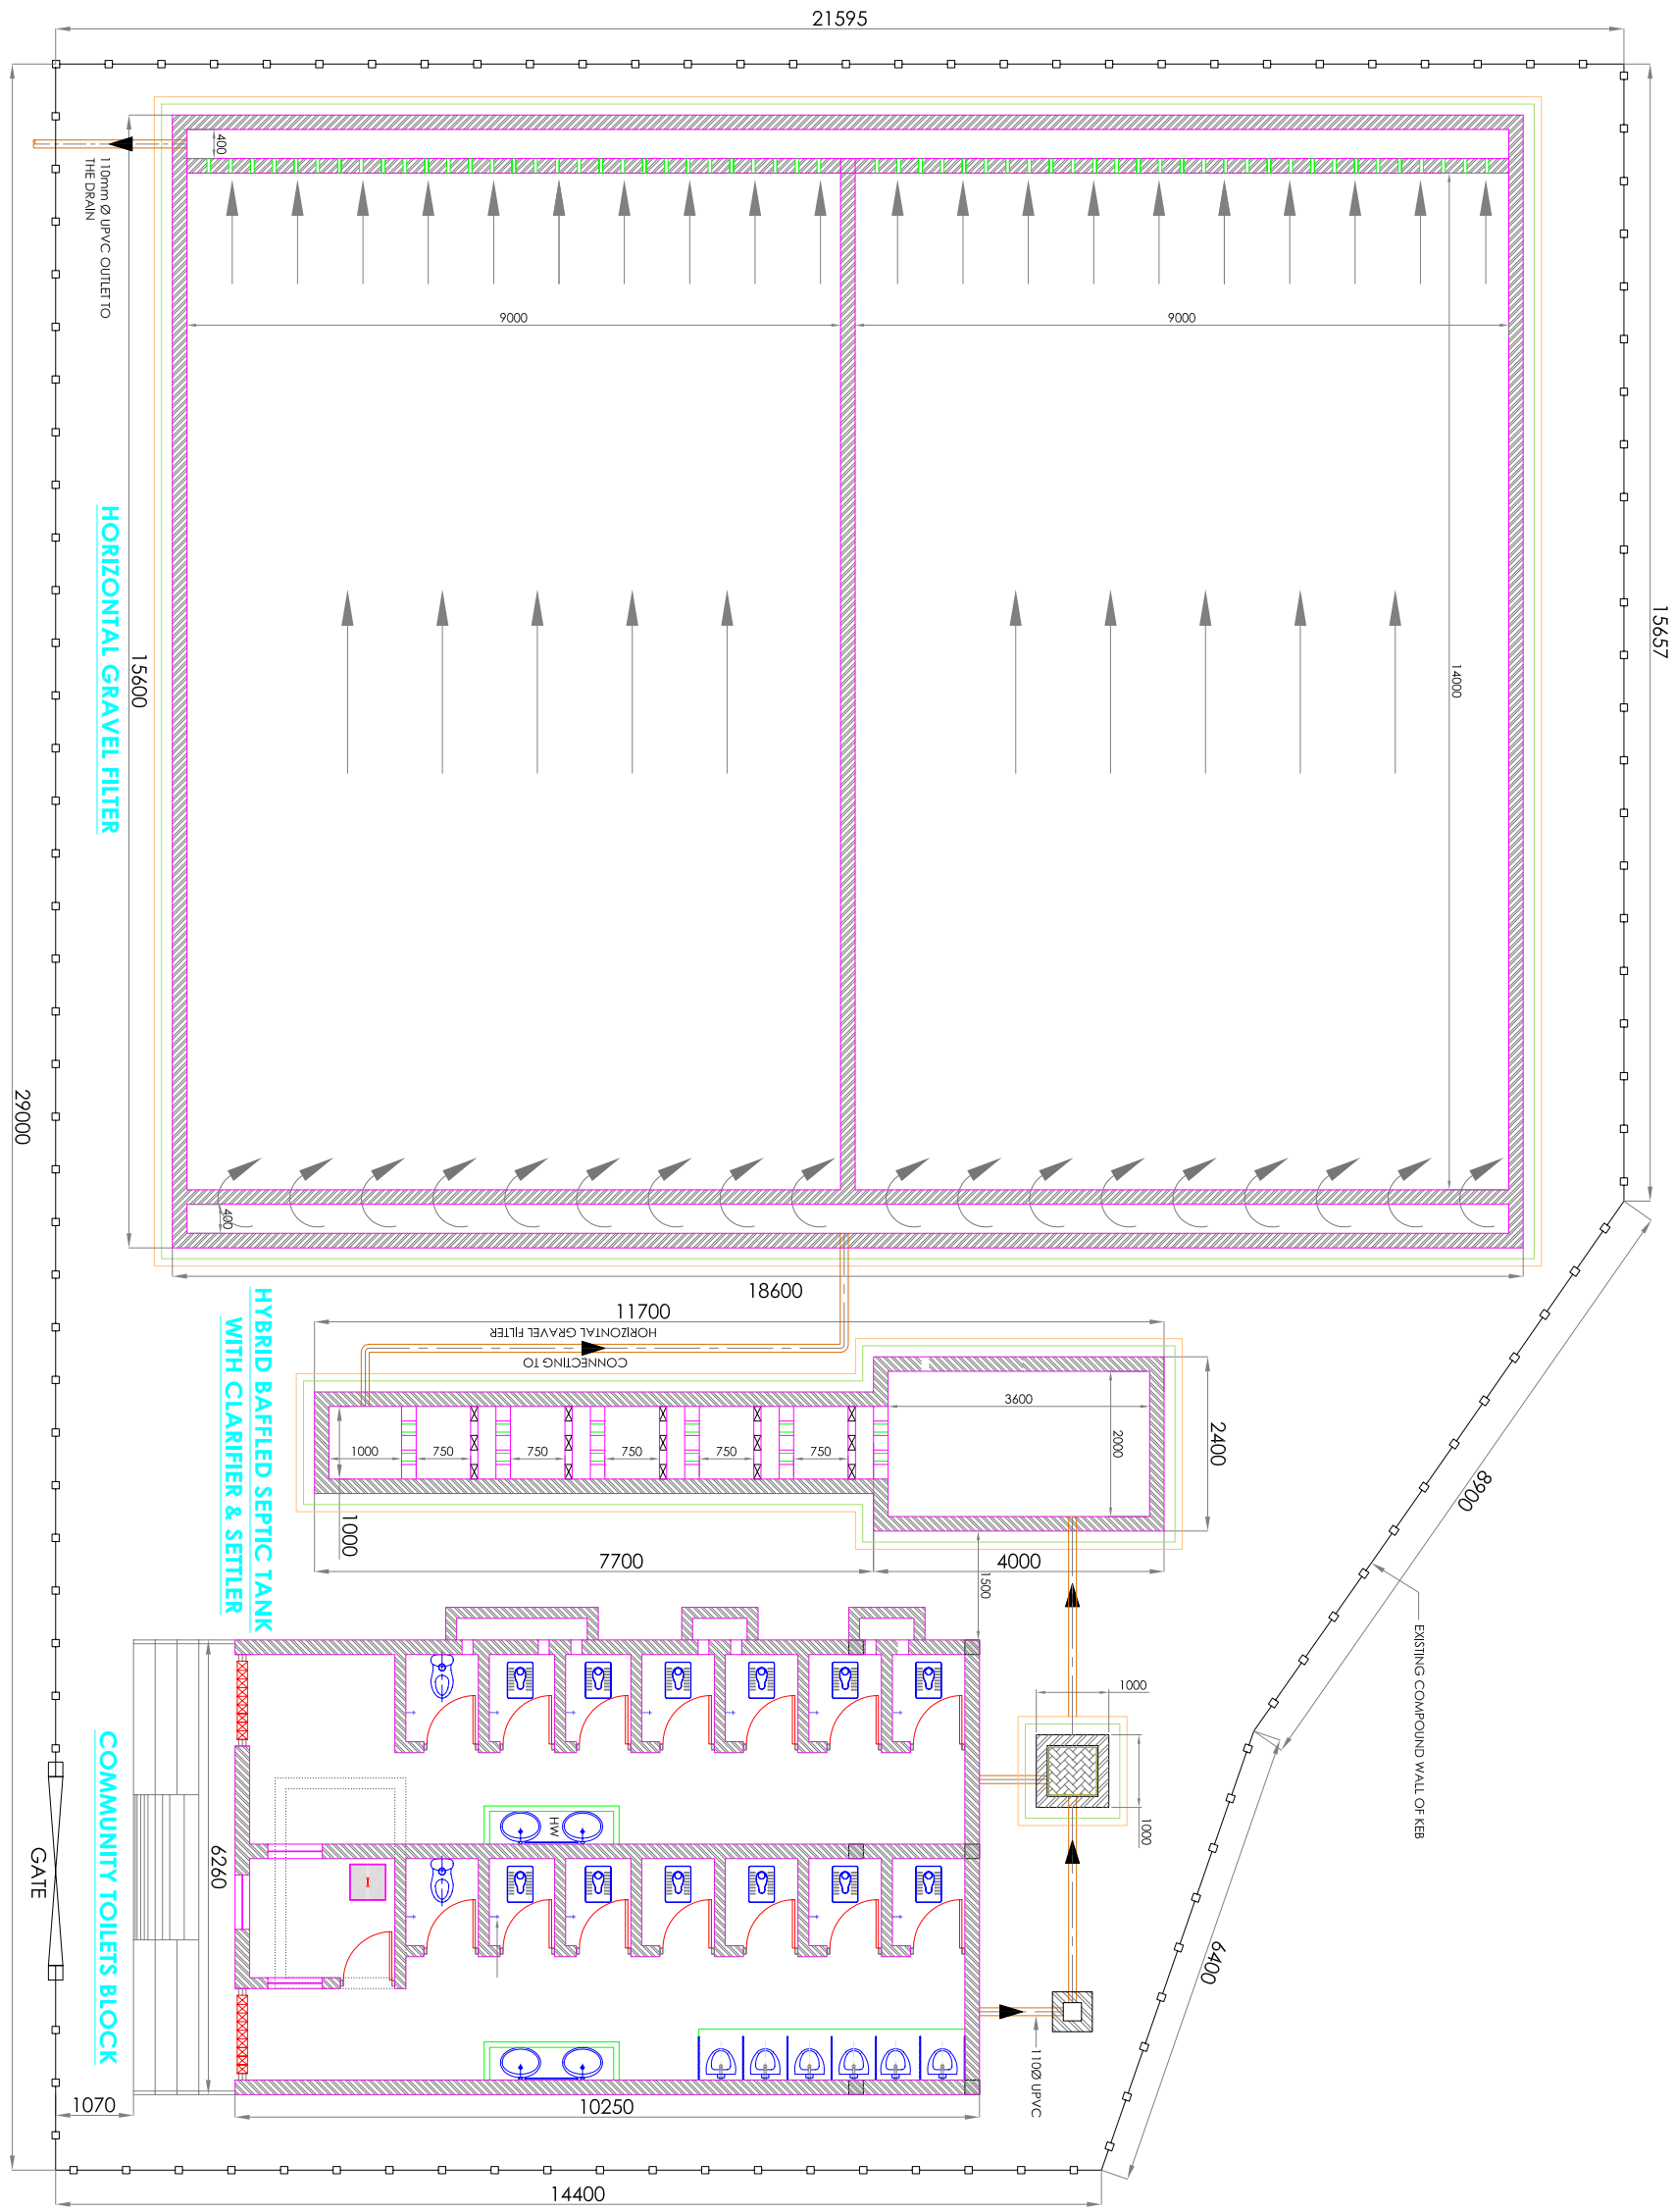 21595
15657
400
110mm Ø UPVC OUTLET TO
THE DRAIN
9000
9000
14000
15600
HORIZONTAL GRAVEL FILTER
29000
400
18600
11700
HORIZONTAL GRAVEL FILTER
CONNECTING TO
3600
2000
2400
1000
750
750
750
750
750
1000
7700
4000
1500
HYBRID BAFFLED SEPTIC TANK
WITH CLARIFIER & SETTLER
8900
EXISTING COMPOUND WALL OF KEB
1000
1000
HW
I
6260
GATE
COMMUNITY TOILETS BLOCK
6400
110Ø UPVC
1070
10250
14400